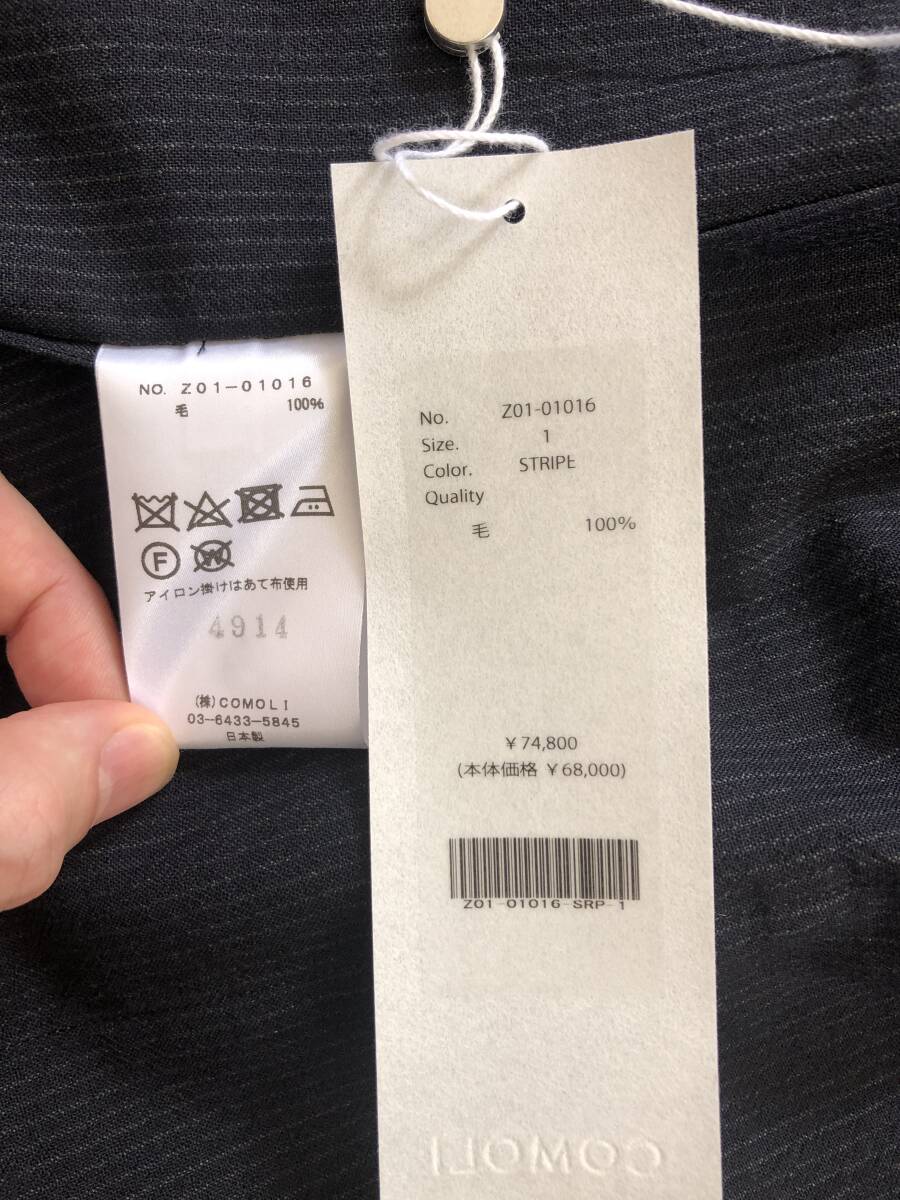 NO. Z01-01016
毛 100%
F
W
アイロン掛けはあて布使用
4914
(株)COMOLI
03-6433-5845
日本製
No. Z01-01016
Size. 1
Color. STRIPE
Quality
毛 100%
¥74,800
(本体価格 ¥68,000)
Z01-01016-SRP-1
COMOLI